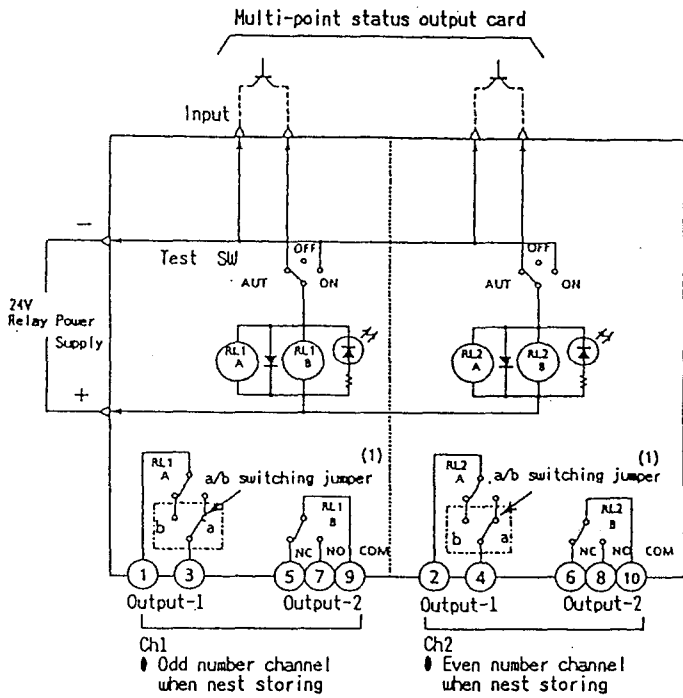 Multi-point status output card
Input
−
Test SW
OFF
OFF
AUT
ON
AUT
ON
24V
Relay Power
Supply
RL1
A
RL1
B
RL2
A
RL2
B
+
(1)
(1)
RL1
A
a/b switching jumper
RL2
A
a/b switching jumper
b
a
RL1
B
b
a
RL2
B
NC
NO
COM
NC
NO
COM
1
3
5
7
9
2
4
6
8
10
Output-1
Output-2
Output-1
Output-2
Ch1
Ch2
Odd number channel
when nest storing
Even number channel
when nest storing